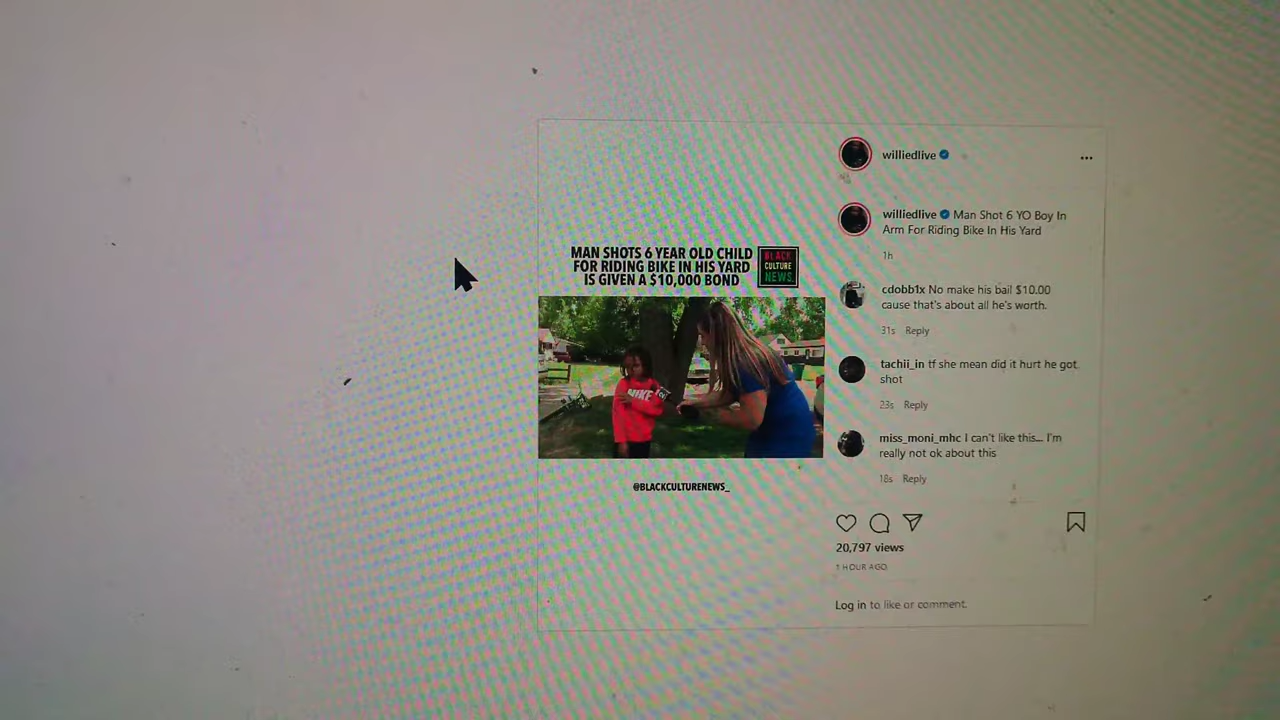 williedlive
williedlive Man Shot 6 YO Boy In
Arm For Riding Bike In His Yard
1h
MAN SHOTS 6 YEAR OLD CHILD
FOR RIDING BIKE IN HIS YARD
IS GIVEN A $10,000 BOND
BLACK
CULTURE
NEWS
NIKE
@BLACKCULTURENEWS_
cdobb1x No make his bail $10.00
cause that's about all he's worth.
31s Reply
tachii_in tf she mean did it hurt he got
shot
23s Reply
miss_moni_mhc I can't like this... I'm
really not ok about this
18s Reply
20,797 views
1 HOUR AGO
Log in to like or comment.